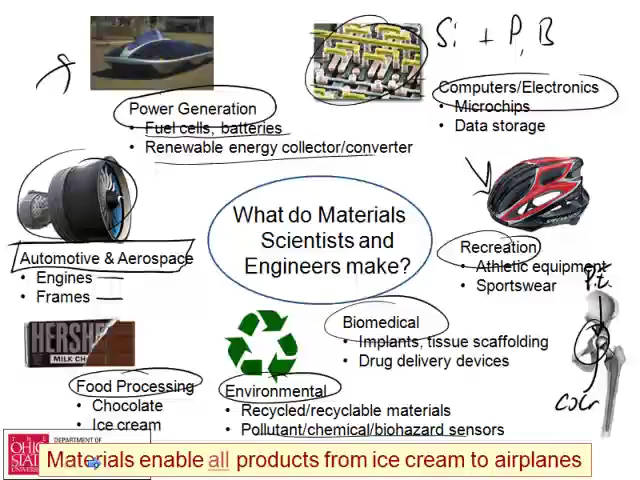 Si + P, B
Power Generation
• Fuel cells, batteries
• Renewable energy collector/converter
Computers/Electronics
• Microchips
• Data storage
What do Materials
Scientists and
Engineers make?
Automotive & Aerospace
• Engines
• Frames
Recreation
• Athletic equipment
• Sportswear
P.t.
Biomedical
• Implants, tissue scaffolding
• Drug delivery devices
CoCr
HERSHE
MILK CH
Food Processing
• Chocolate
• Ice cream
Environmental
• Recycled/recyclable materials
• Pollutant/chemical/biohazard sensors
THE
OHIO
STATE
DEPARTMENT OF
Materials enable all products from ice cream to airplanes